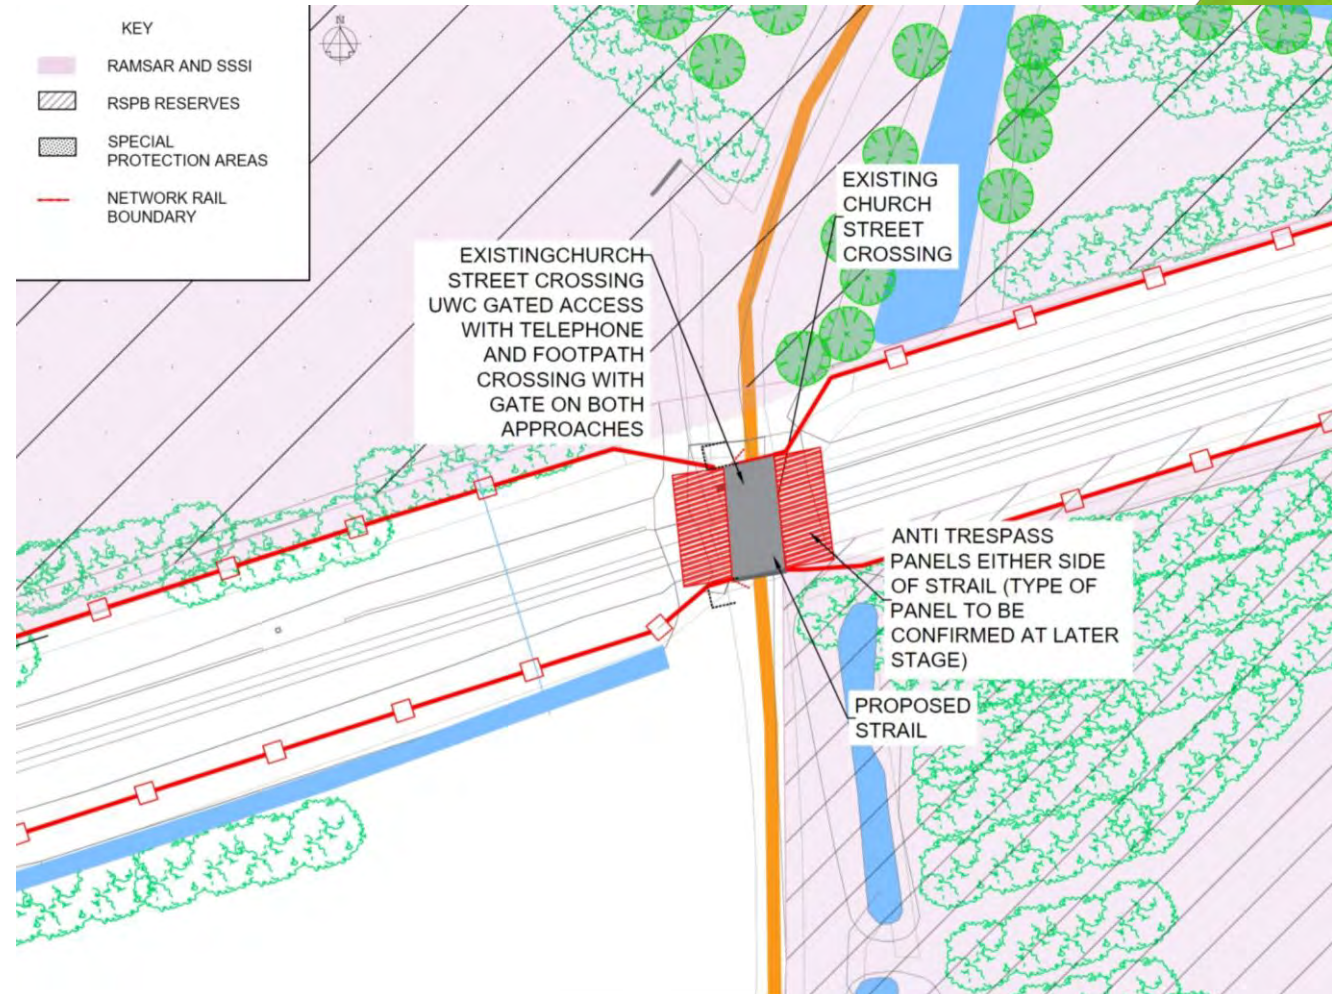 KEY
RAMSAR AND SSSI
RSPB RESERVES
SPECIAL
PROTECTION AREAS
NETWORK RAIL
BOUNDARY
N
EXISTING
CHURCH
STREET
CROSSING
EXISTINGCHURCH
STREET CROSSING
UWC GATED ACCESS
WITH TELEPHONE
AND FOOTPATH
CROSSING WITH
GATE ON BOTH
APPROACHES
ANTI TRESPASS
PANELS EITHER SIDE
OF STRAIL (TYPE OF
PANEL TO BE
CONFIRMED AT LATER
STAGE)
PROPOSED
STRAIL